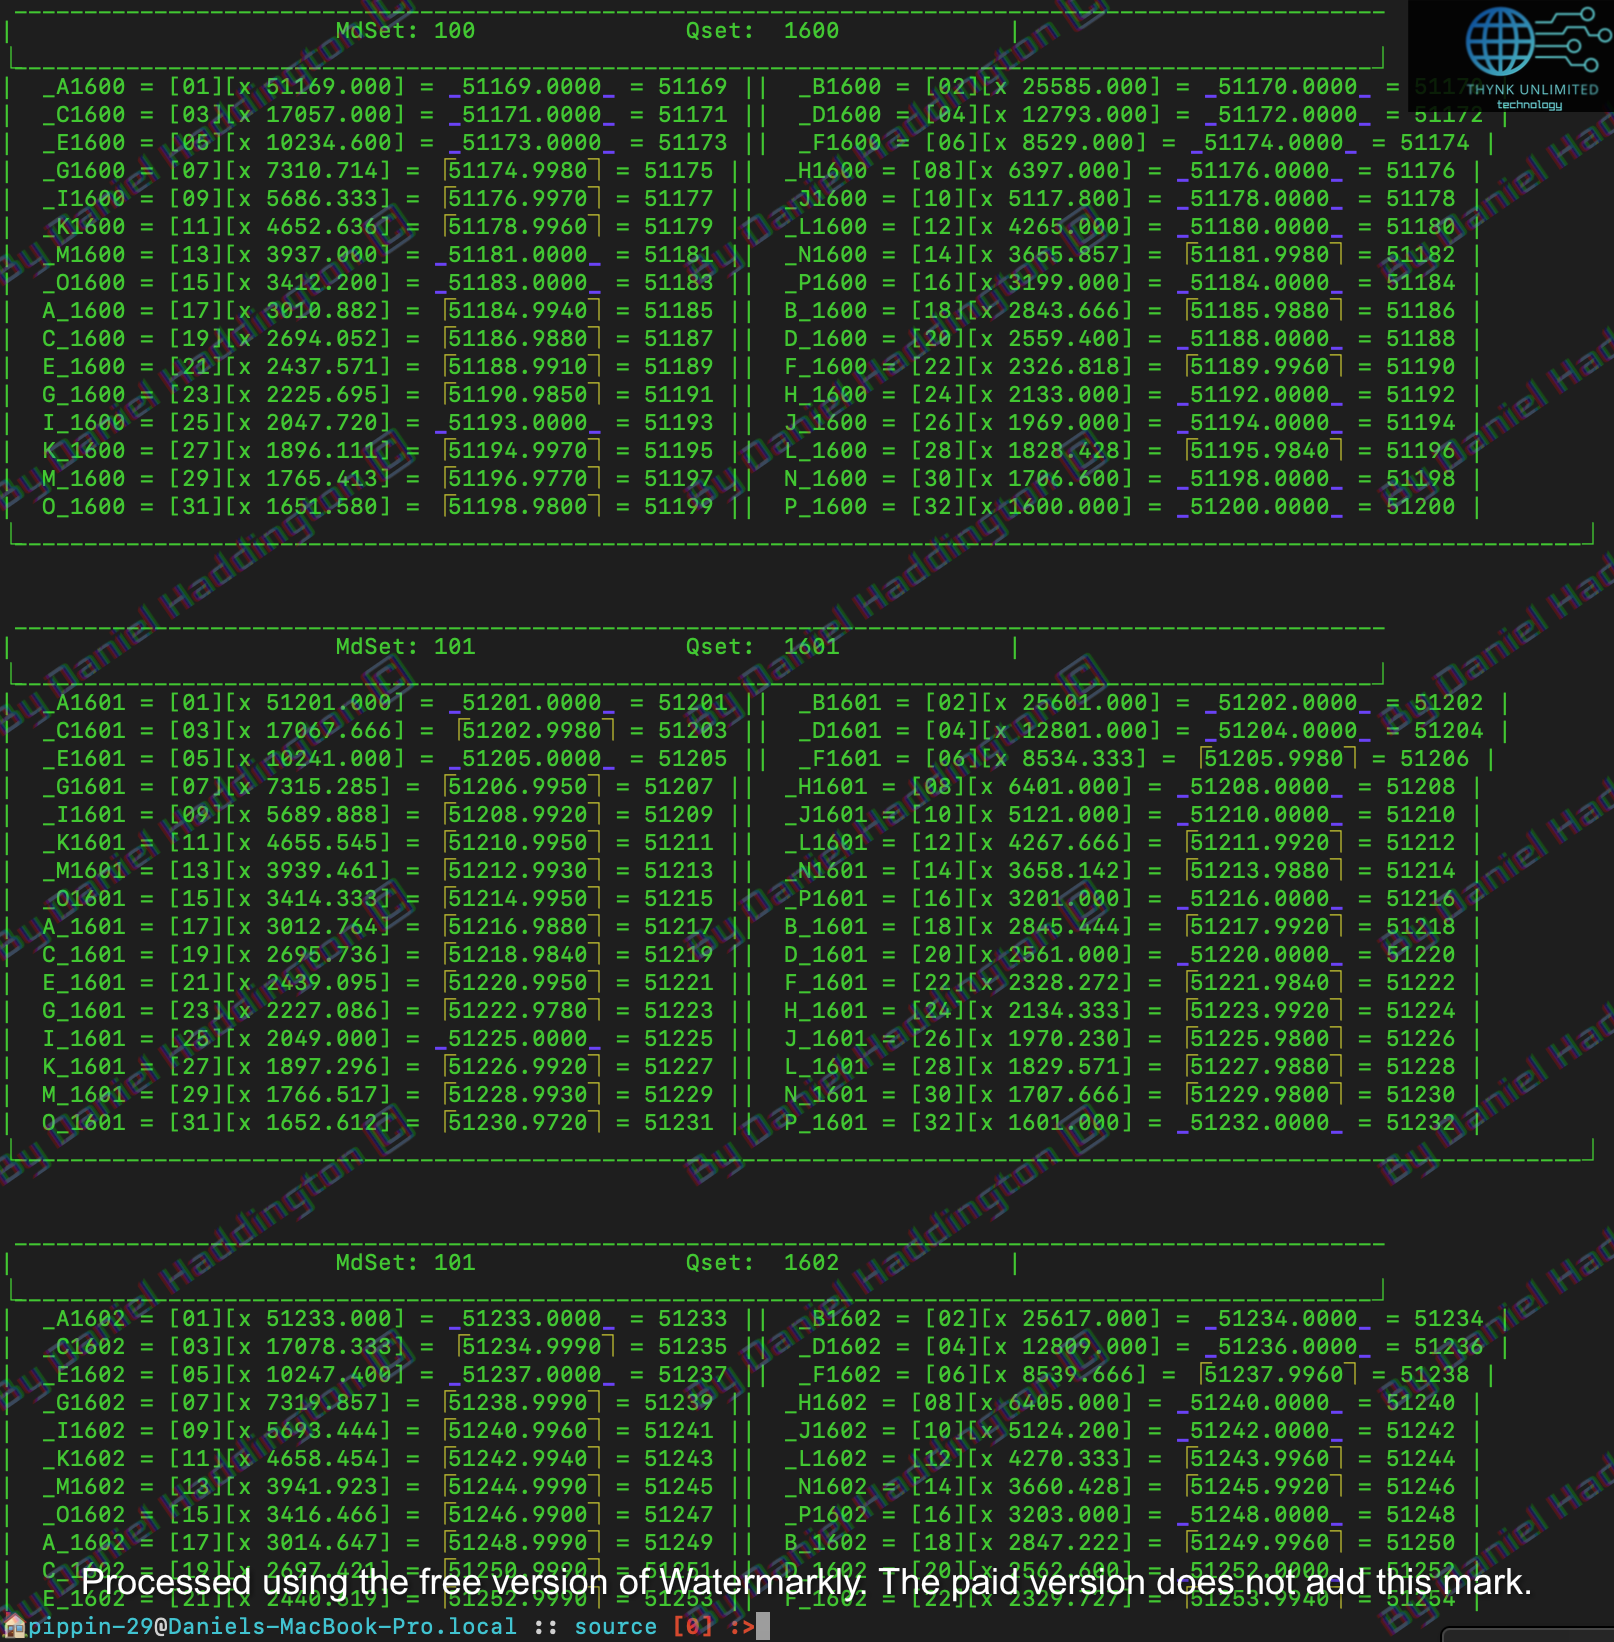 MdSet: 100 Qset: 1600 |
THYNK UNLIMITED
technology
| _A1600 = [01][x 51169.000] = _51169.0000_ = 51169 || _B1600 = [02][x 25585.000] = _51170.0000_ = 51170
| _C1600 = [03][x 17057.000] = _51171.0000_ = 51171 || _D1600 = [04][x 12793.000] = _51172.0000_ = 51172 |
| _E1600 = [05][x 10234.600] = _51173.0000_ = 51173 || _F1600 = [06][x 8529.000] = _51174.0000_ = 51174 |
| _G1600 = [07][x 7310.714] = ⌈51174.9980⌉ = 51175 || _H1600 = [08][x 6397.000] = _51176.0000_ = 51176 |
| _I1600 = [09][x 5686.333] = ⌈51176.9970⌉ = 51177 || _J1600 = [10][x 5117.800] = _51178.0000_ = 51178 |
| _K1600 = [11][x 4652.636] = ⌈51178.9960⌉ = 51179 || _L1600 = [12][x 4265.000] = _51180.0000_ = 51180 |
| _M1600 = [13][x 3937.000] = _51181.0000_ = 51181 || _N1600 = [14][x 3655.857] = ⌈51181.9980⌉ = 51182 |
| _O1600 = [15][x 3412.200] = _51183.0000_ = 51183 || _P1600 = [16][x 3199.000] = _51184.0000_ = 51184 |
| A_1600 = [17][x 3010.882] = ⌈51184.9940⌉ = 51185 || B_1600 = [18][x 2843.666] = ⌈51185.9880⌉ = 51186 |
| C_1600 = [19][x 2694.052] = ⌈51186.9880⌉ = 51187 || D_1600 = [20][x 2559.400] = _51188.0000_ = 51188 |
| E_1600 = [21][x 2437.571] = ⌈51188.9910⌉ = 51189 || F_1600 = [22][x 2326.818] = ⌈51189.9960⌉ = 51190 |
| G_1600 = [23][x 2225.695] = ⌈51190.9850⌉ = 51191 || H_1600 = [24][x 2133.000] = _51192.0000_ = 51192 |
| I_1600 = [25][x 2047.720] = _51193.0000_ = 51193 || J_1600 = [26][x 1969.000] = _51194.0000_ = 51194 |
| K_1600 = [27][x 1896.111] = ⌈51194.9970⌉ = 51195 || L_1600 = [28][x 1828.428] = ⌈51195.9840⌉ = 51196 |
| M_1600 = [29][x 1765.413] = ⌈51196.9770⌉ = 51197 || N_1600 = [30][x 1706.600] = _51198.0000_ = 51198 |
| O_1600 = [31][x 1651.580] = ⌈51198.9800⌉ = 51199 || P_1600 = [32][x 1600.000] = _51200.0000_ = 51200 |
| MdSet: 101 Qset: 1601 |
| _A1601 = [01][x 51201.000] = _51201.0000_ = 51201 || _B1601 = [02][x 25601.000] = _51202.0000_ = 51202 |
| _C1601 = [03][x 17067.666] = ⌈51202.9980⌉ = 51203 || _D1601 = [04][x 12801.000] = _51204.0000_ = 51204 |
| _E1601 = [05][x 10241.000] = _51205.0000_ = 51205 || _F1601 = [06][x 8534.333] = ⌈51205.9980⌉ = 51206 |
| _G1601 = [07][x 7315.285] = ⌈51206.9950⌉ = 51207 || _H1601 = [08][x 6401.000] = _51208.0000_ = 51208 |
| _I1601 = [09][x 5689.888] = ⌈51208.9920⌉ = 51209 || _J1601 = [10][x 5121.000] = _51210.0000_ = 51210 |
| _K1601 = [11][x 4655.545] = ⌈51210.9950⌉ = 51211 || _L1601 = [12][x 4267.666] = ⌈51211.9920⌉ = 51212 |
| _M1601 = [13][x 3939.461] = ⌈51212.9930⌉ = 51213 || _N1601 = [14][x 3658.142] = ⌈51213.9880⌉ = 51214 |
| _O1601 = [15][x 3414.333] = ⌈51214.9950⌉ = 51215 || _P1601 = [16][x 3201.000] = _51216.0000_ = 51216 |
| A_1601 = [17][x 3012.764] = ⌈51216.9880⌉ = 51217 || B_1601 = [18][x 2845.444] = ⌈51217.9920⌉ = 51218 |
| C_1601 = [19][x 2695.736] = ⌈51218.9840⌉ = 51219 || D_1601 = [20][x 2561.000] = _51220.0000_ = 51220 |
| E_1601 = [21][x 2439.095] = ⌈51220.9950⌉ = 51221 || F_1601 = [22][x 2328.272] = ⌈51221.9840⌉ = 51222 |
| G_1601 = [23][x 2227.086] = ⌈51222.9780⌉ = 51223 || H_1601 = [24][x 2134.333] = ⌈51223.9920⌉ = 51224 |
| I_1601 = [25][x 2049.000] = _51225.0000_ = 51225 || J_1601 = [26][x 1970.230] = ⌈51225.9800⌉ = 51226 |
| K_1601 = [27][x 1897.296] = ⌈51226.9920⌉ = 51227 || L_1601 = [28][x 1829.571] = ⌈51227.9880⌉ = 51228 |
| M_1601 = [29][x 1766.517] = ⌈51228.9930⌉ = 51229 || N_1601 = [30][x 1707.666] = ⌈51229.9800⌉ = 51230 |
| O_1601 = [31][x 1652.612] = ⌈51230.9720⌉ = 51231 || P_1601 = [32][x 1601.000] = _51232.0000_ = 51232 |
| MdSet: 101 Qset: 1602 |
| _A1602 = [01][x 51233.000] = _51233.0000_ = 51233 || _B1602 = [02][x 25617.000] = _51234.0000_ = 51234 |
| _C1602 = [03][x 17078.333] = ⌈51234.9990⌉ = 51235 || _D1602 = [04][x 12809.000] = _51236.0000_ = 51236 |
| _E1602 = [05][x 10247.400] = _51237.0000_ = 51237 || _F1602 = [06][x 8539.666] = ⌈51237.9960⌉ = 51238 |
| _G1602 = [07][x 7319.857] = ⌈51238.9990⌉ = 51239 || _H1602 = [08][x 6405.000] = _51240.0000_ = 51240 |
| _I1602 = [09][x 5693.444] = ⌈51240.9960⌉ = 51241 || _J1602 = [10][x 5124.200] = _51242.0000_ = 51242 |
| _K1602 = [11][x 4658.454] = ⌈51242.9940⌉ = 51243 || _L1602 = [12][x 4270.333] = ⌈51243.9960⌉ = 51244 |
| _M1602 = [13][x 3941.923] = ⌈51244.9990⌉ = 51245 || _N1602 = [14][x 3660.428] = ⌈51245.9920⌉ = 51246 |
| _O1602 = [15][x 3416.466] = ⌈51246.9900⌉ = 51247 || _P1602 = [16][x 3203.000] = _51248.0000_ = 51248 |
| A_1602 = [17][x 3014.647] = ⌈51248.9990⌉ = 51249 || B_1602 = [18][x 2847.222] = ⌈51249.9960⌉ = 51250 |
| C_1602 = [19][x 2697.421] = ⌈51250.9990⌉ = 51251 || D_1602 = [20][x 2562.600] = _51252.0000_ = 51252 |
Processed using the free version of Watermarkly. The paid version does not add this mark.
| E_1602 = [21][x 2440.619] = ⌈51252.9990⌉ = 51253 || F_1602 = [22][x 2329.727] = ⌈51253.9940⌉ = 51254 |
pippin-29@Daniels-MacBook-Pro.local :: source [0] :>
By Daniel Haddington ©